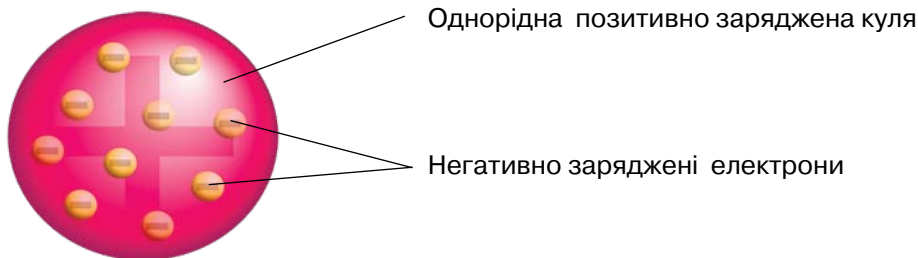 Однорідна позитивно заряджена куля
Негативно заряджені електрони